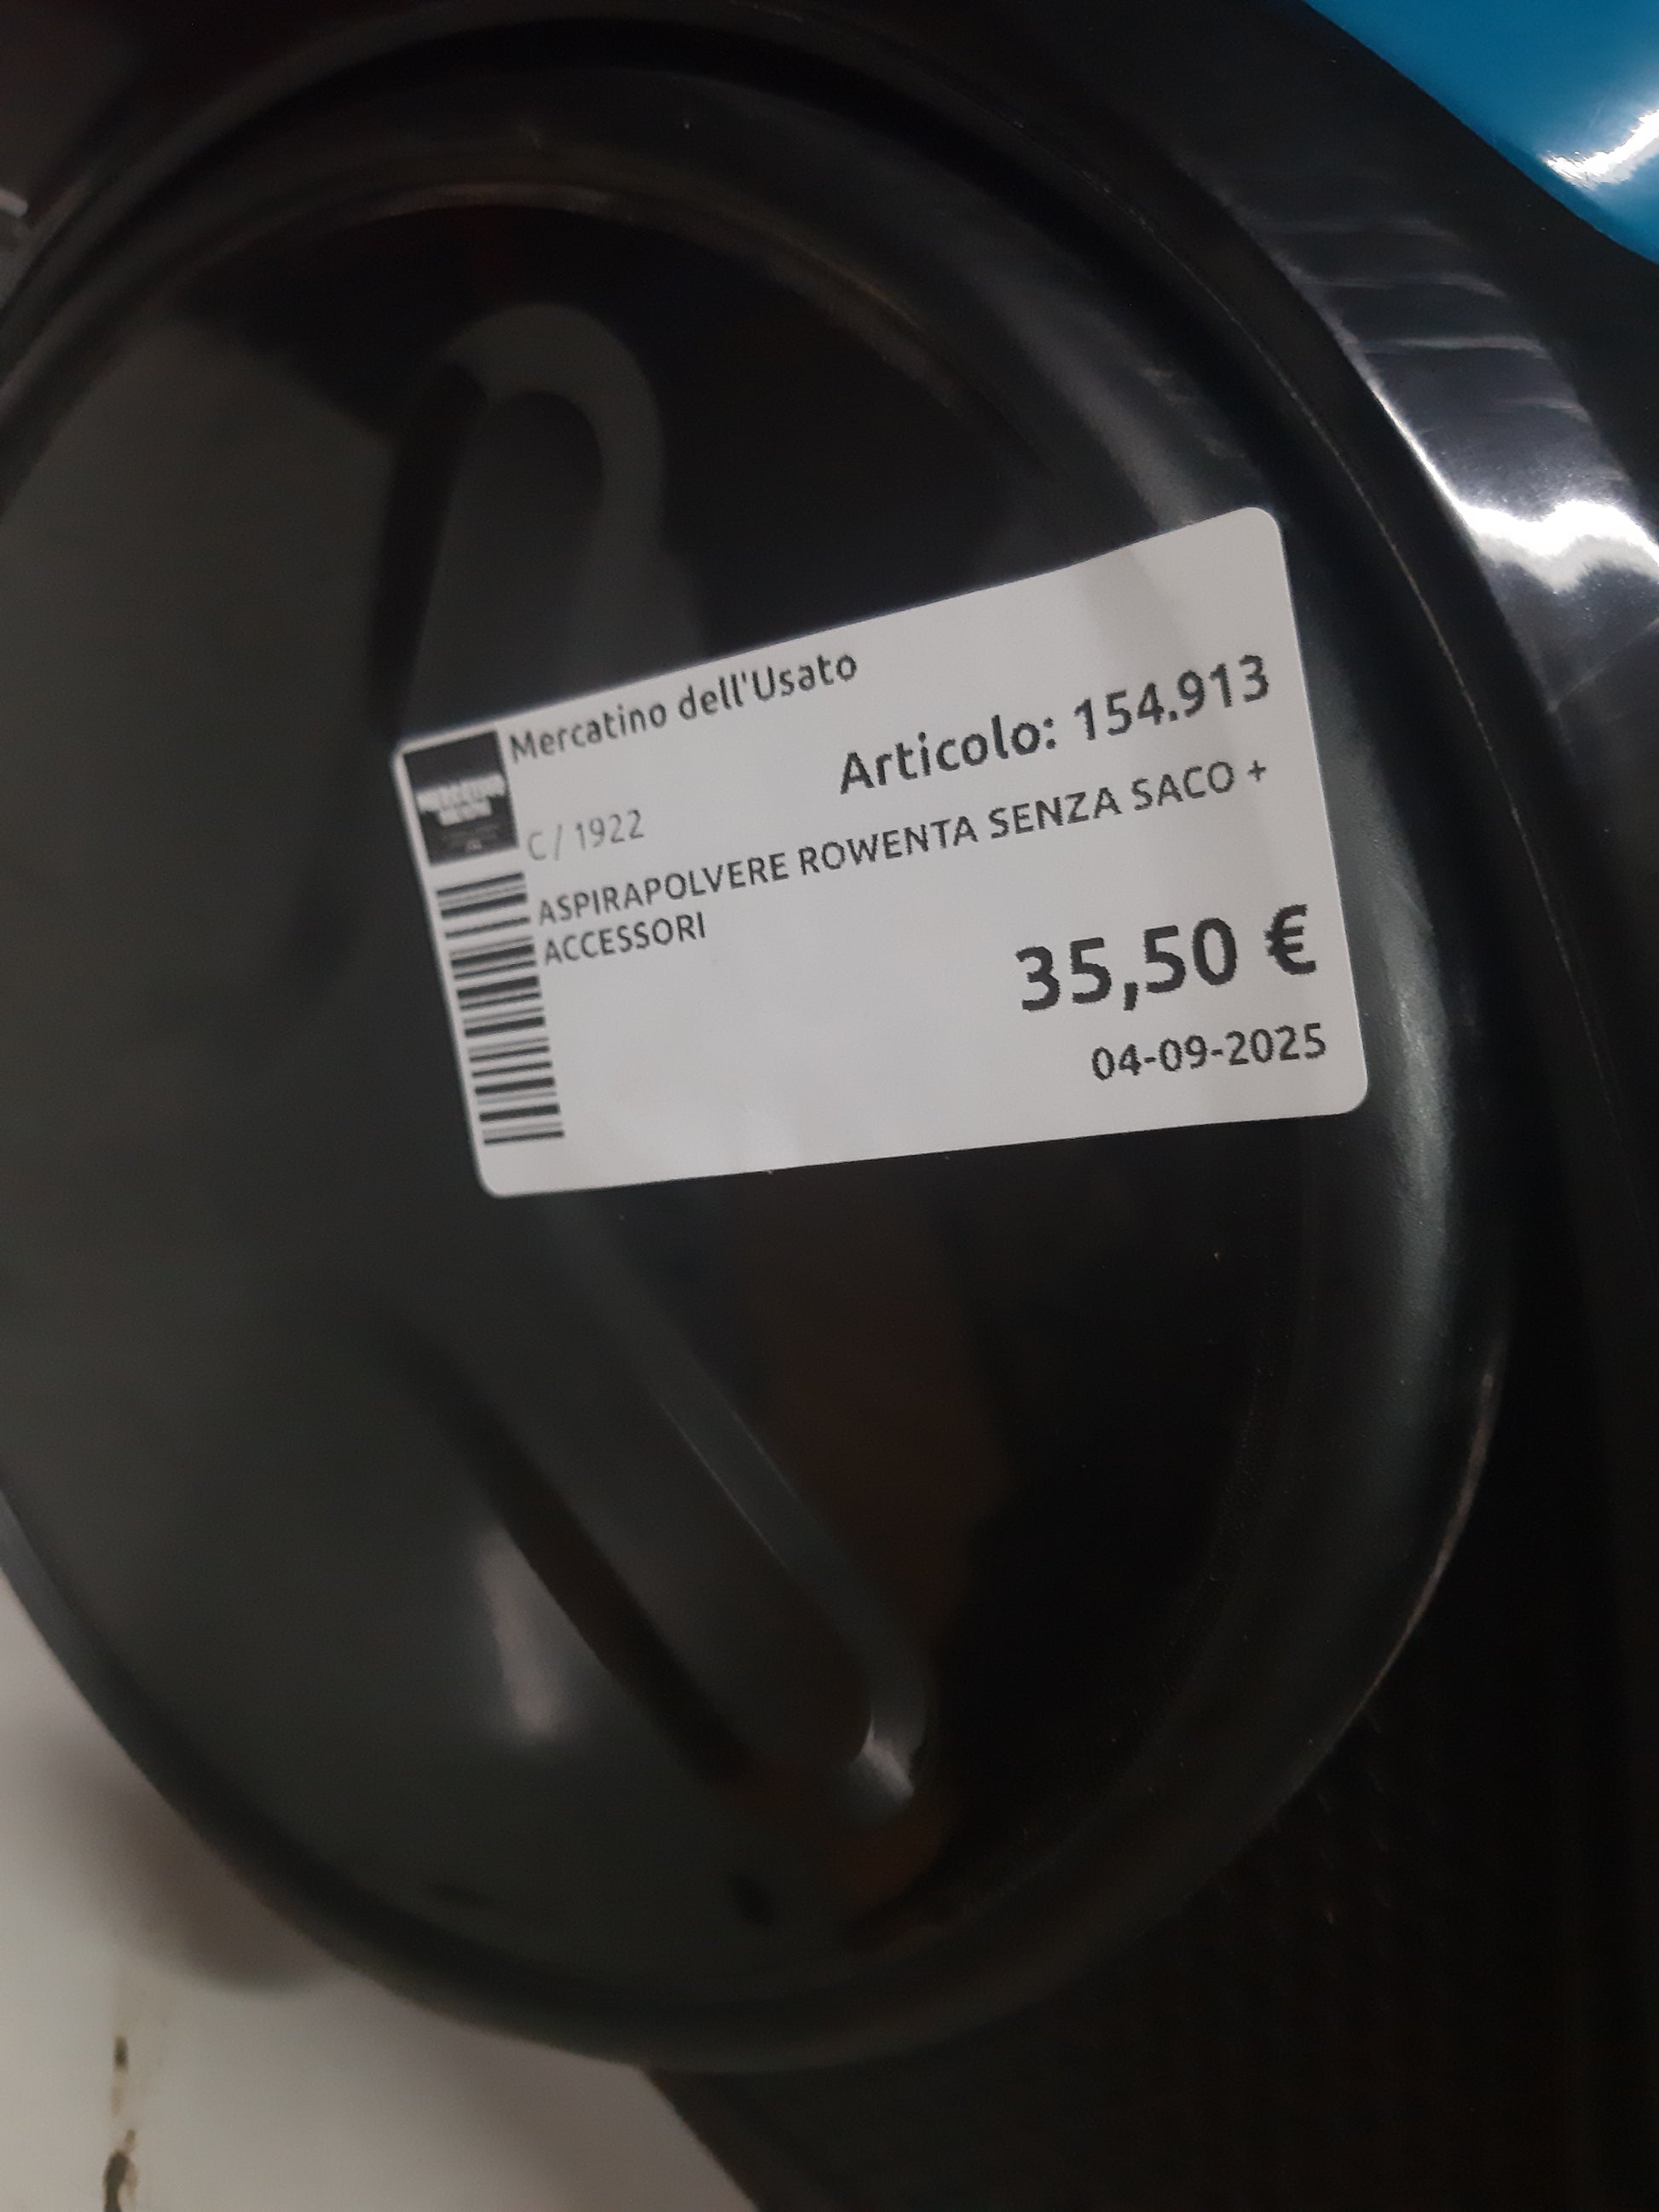 Mercatino dell'Usato
Articolo: 154.913
C / 1922
ASPIRAPOLVERE ROWENTA SENZA SACO +
ACCESSORI
35,50 €
04-09-2025